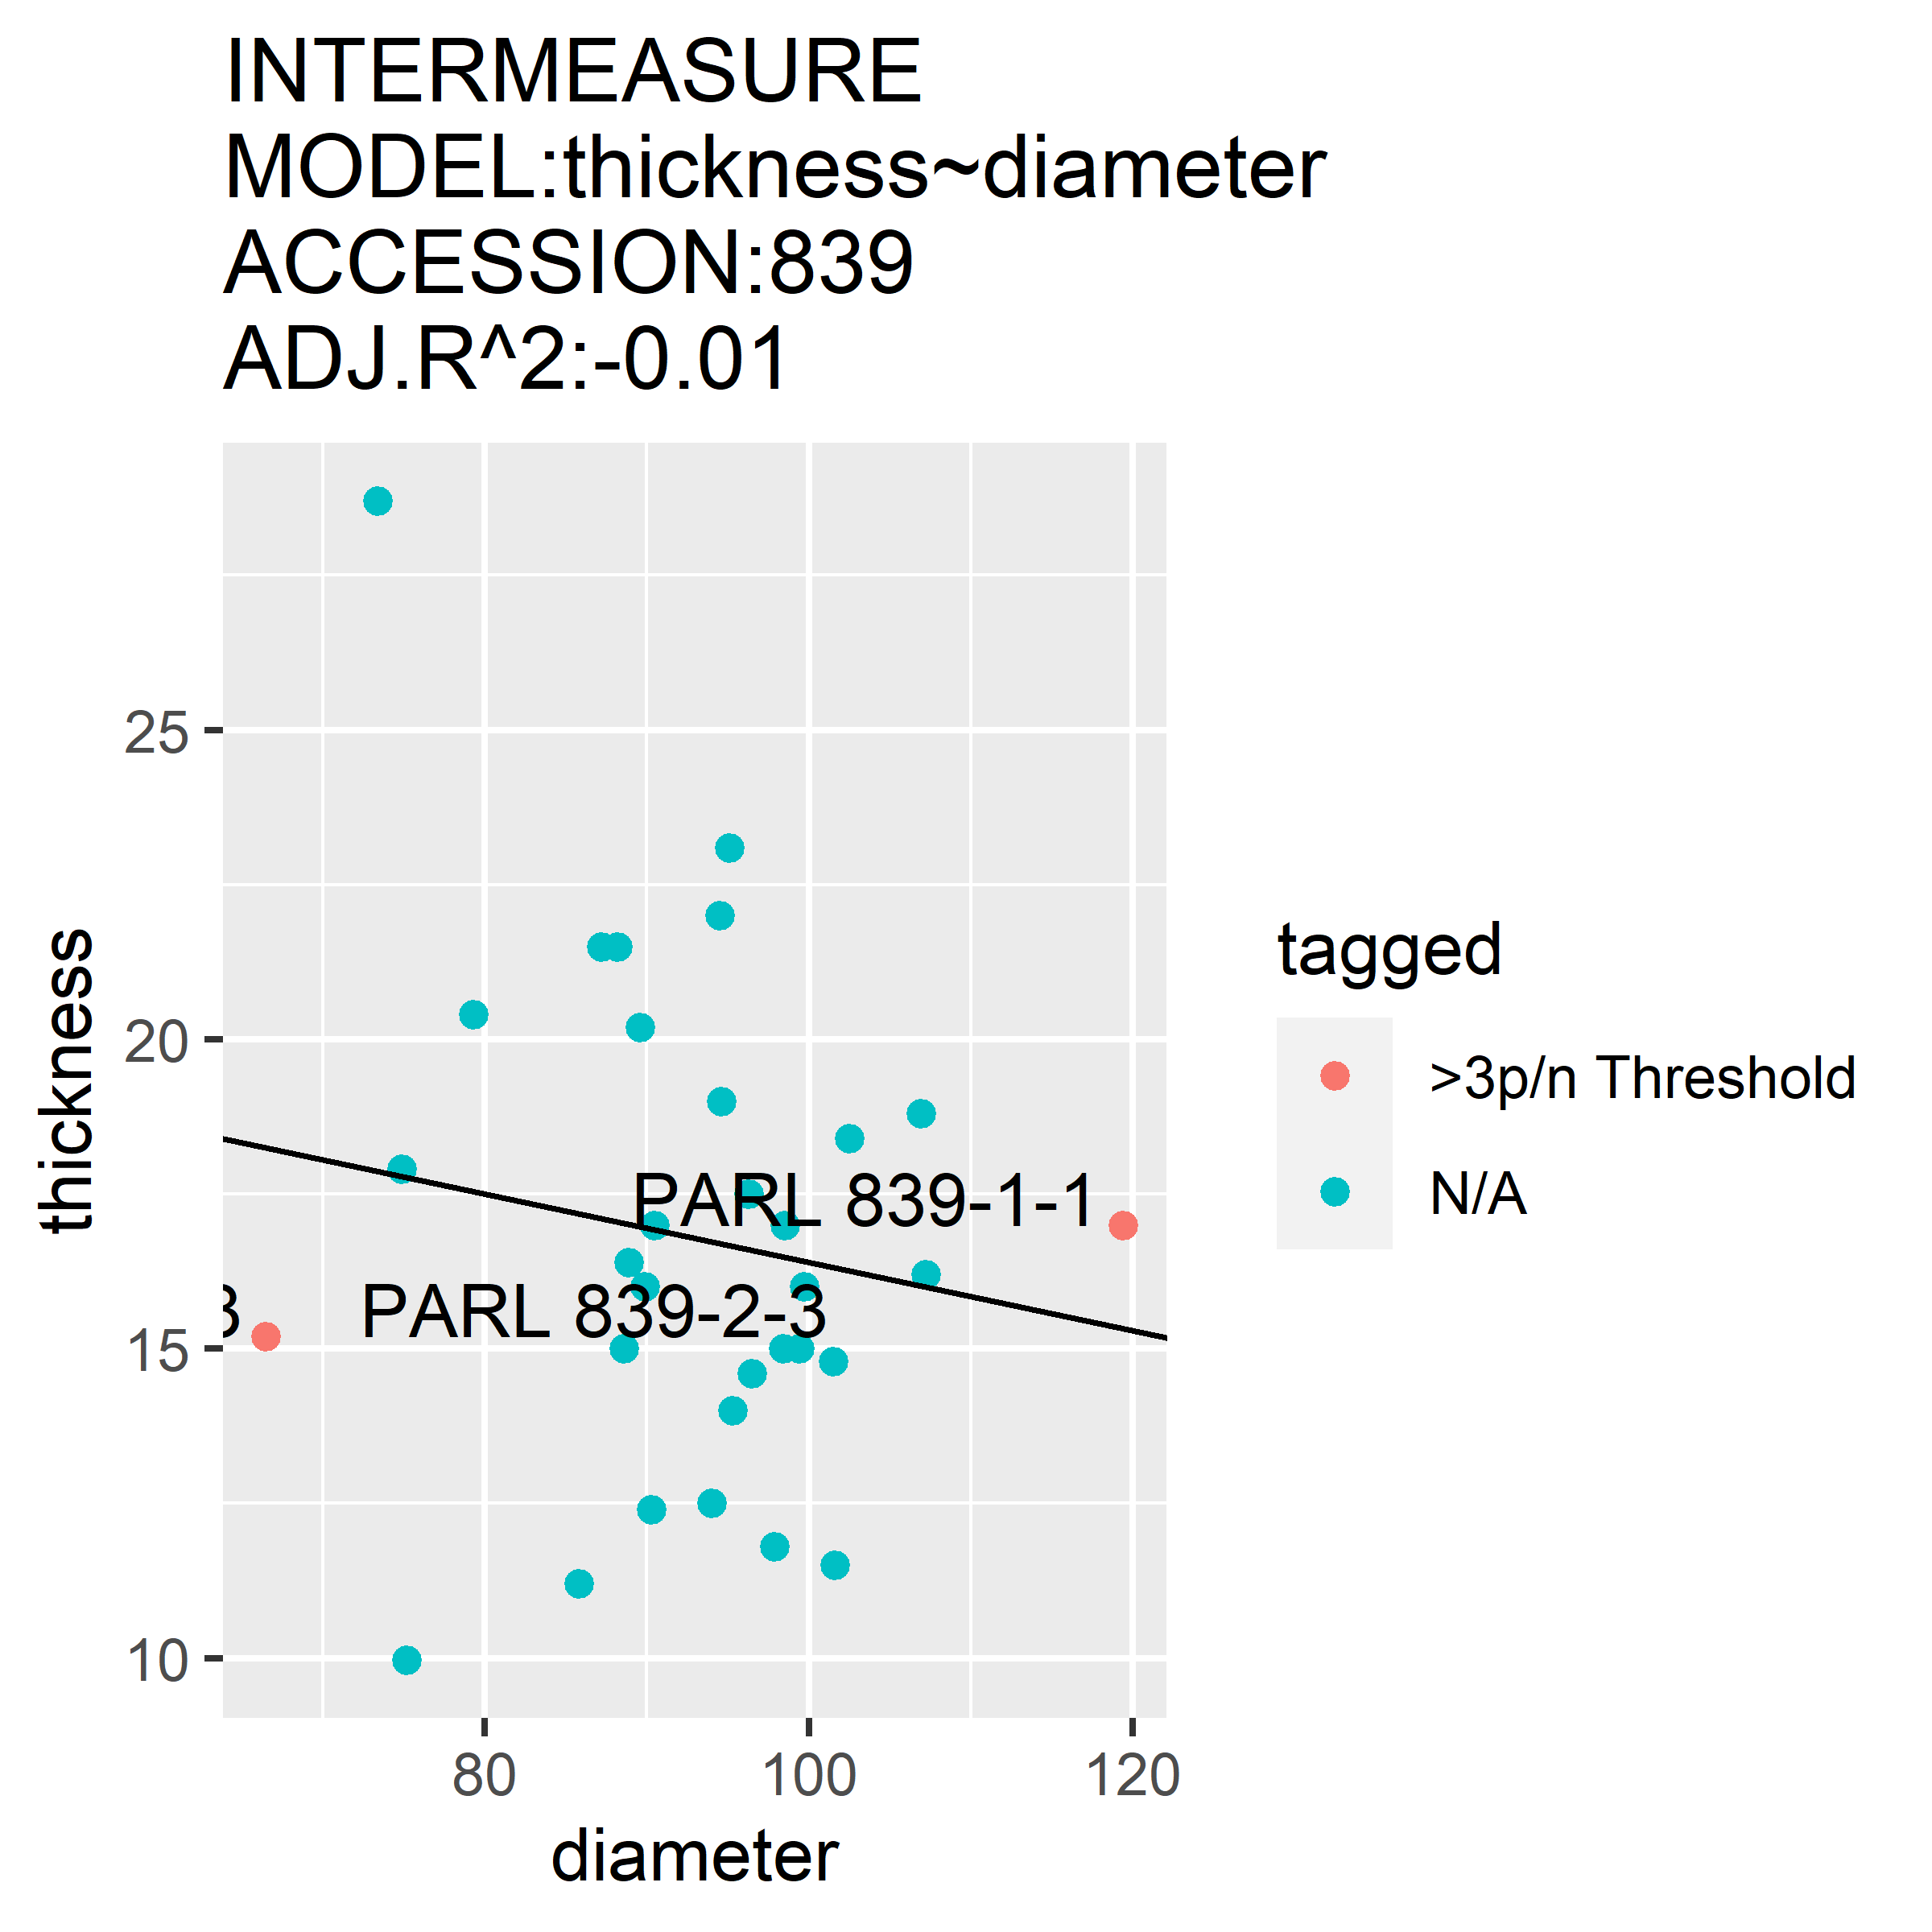 INTERMEASURE
MODEL:thickness~diameter
ACCESSION:839
ADJ.R^2:-0.01
25
20
15
10
thickness
PARL 839-1-1
3
PARL 839-2-3
80
100
120
diameter
tagged
>3p/n Threshold
N/A